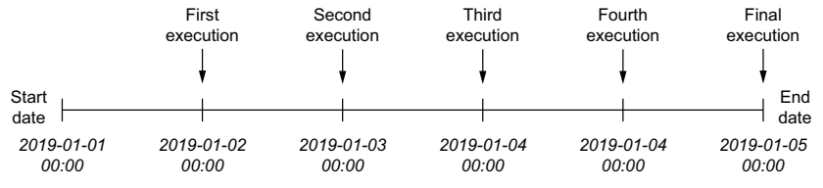 First
execution
Second
execution
Third
execution
Fourth
execution
Final
execution
Start
date
End
date
2019-01-01
00:00
2019-01-02
00:00
2019-01-03
00:00
2019-01-04
00:00
2019-01-04
00:00
2019-01-05
00:00